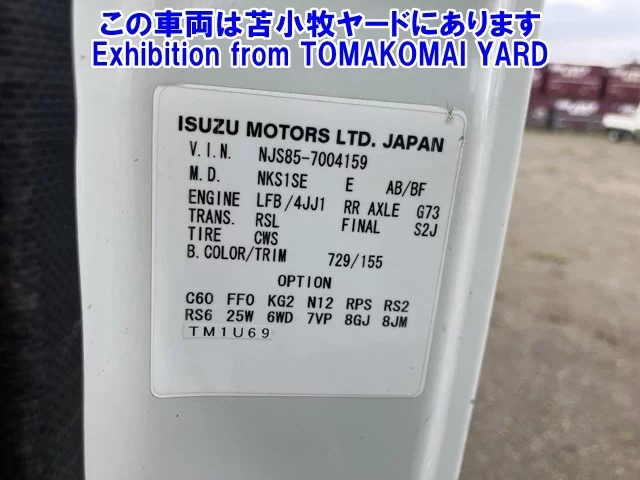 この車両は苫小牧ヤードにあります
Exhibition from TOMAKOMAI YARD
ISUZU MOTORS LTD. JAPAN
V.I.N. NJS85-7004159
M.D. NKS1SE E AB/BF
ENGINE LFB/4JJ1 RR AXLE G73
TRANS. RSL FINAL S2J
TIRE CWS
B.COLOR/TRIM 729/155
OPTION
C60 FF0 KG2 N12 RPS RS2
RS6 25W 6WD 7VP 8GJ 8JM
TM1U69